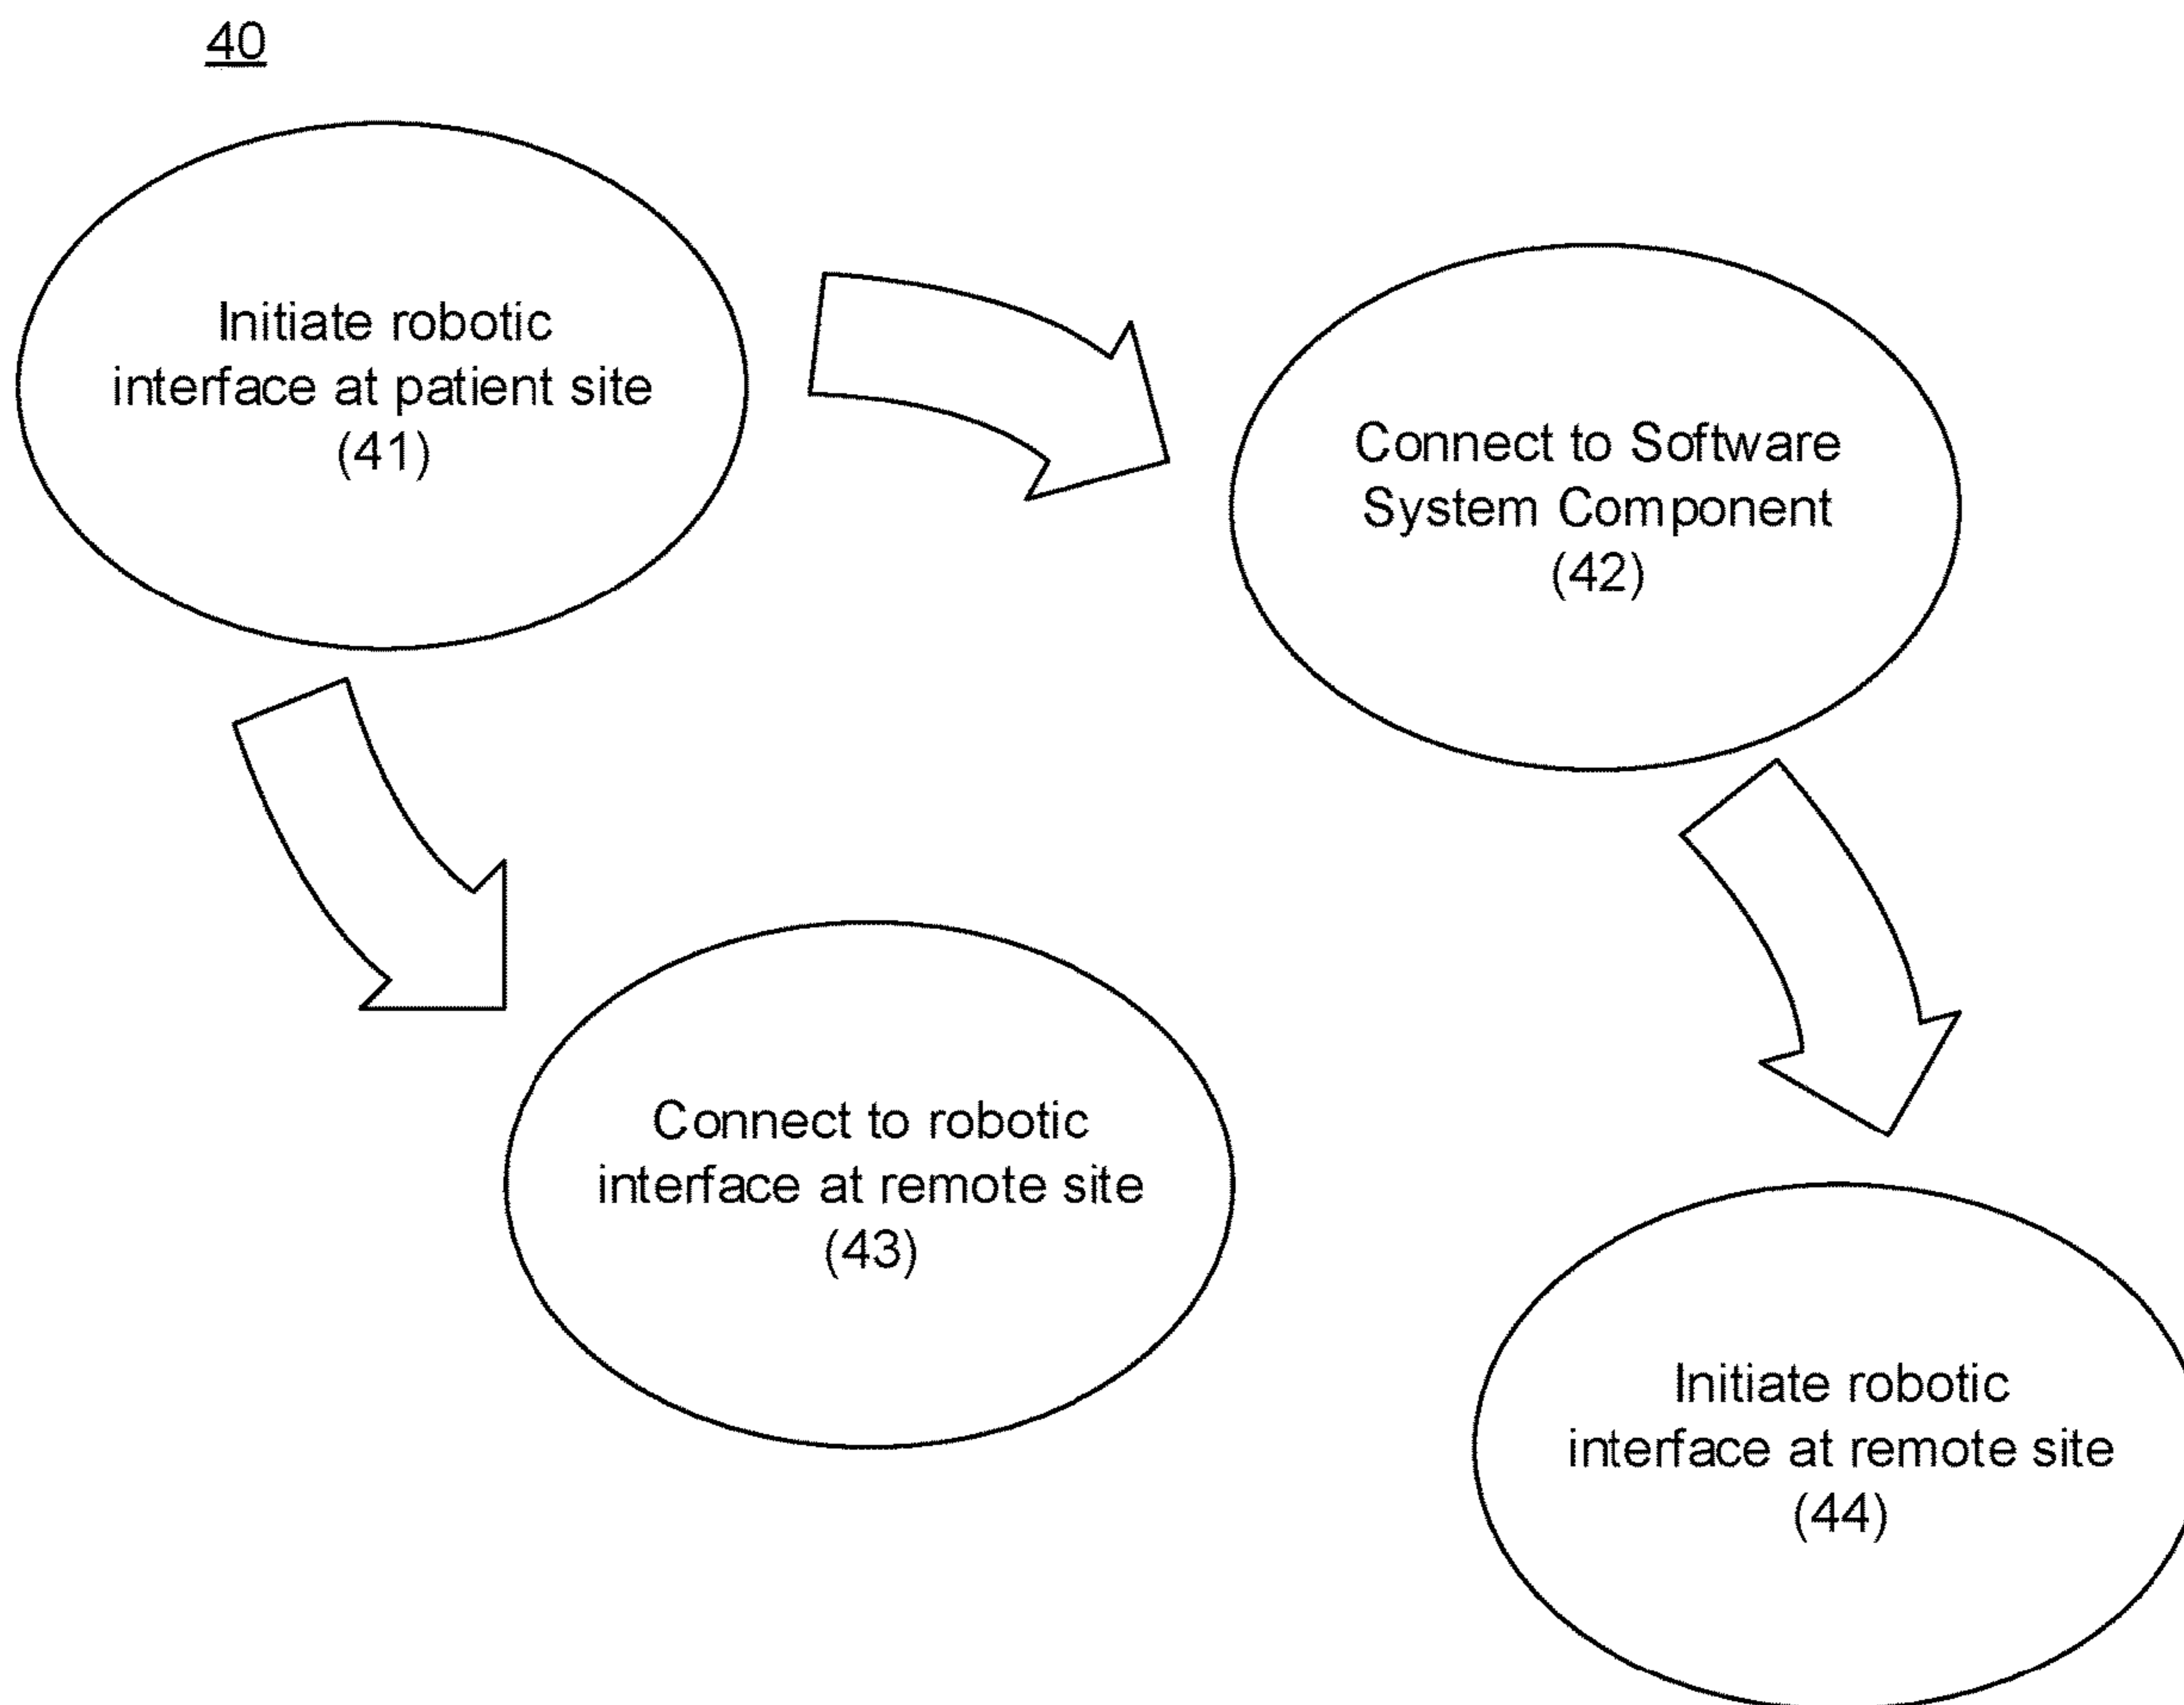 40
Initiate robotic
interface at patient site
(41)
Connect to Software
System Component
(42)
Connect to robotic
interface at remote site
(43)
Initiate robotic
interface at remote site
(44)